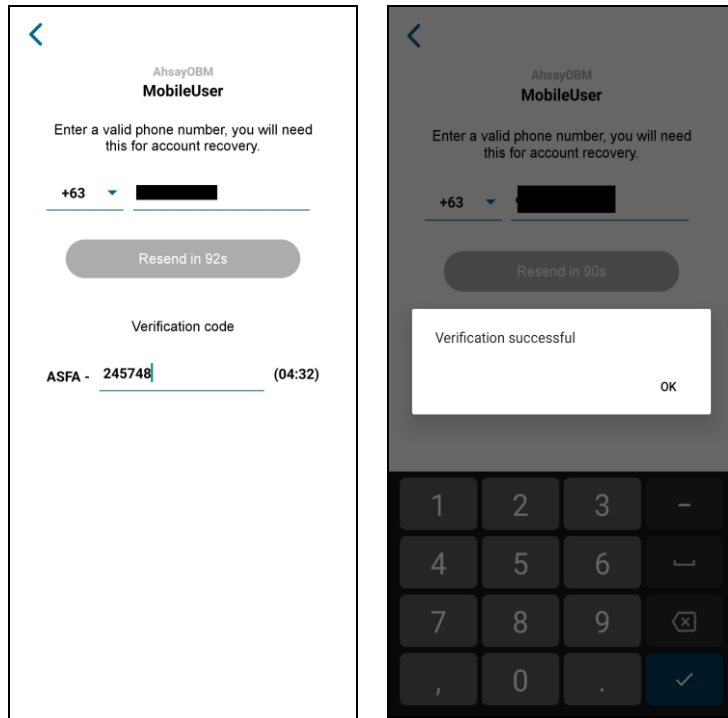 AhsayOBM
MobileUser
Enter a valid phone number, you will need
this for account recovery.
+63
Resend in 92s
Verification code
ASFA - 245748 (04:32)
AhsayOBM
MobileUser
Enter a valid phone number, you will need
this for account recovery.
+63
Resend in 90s
Verification successful
OK
1 2 3 -
4 5 6
7 8 9
, 0 .